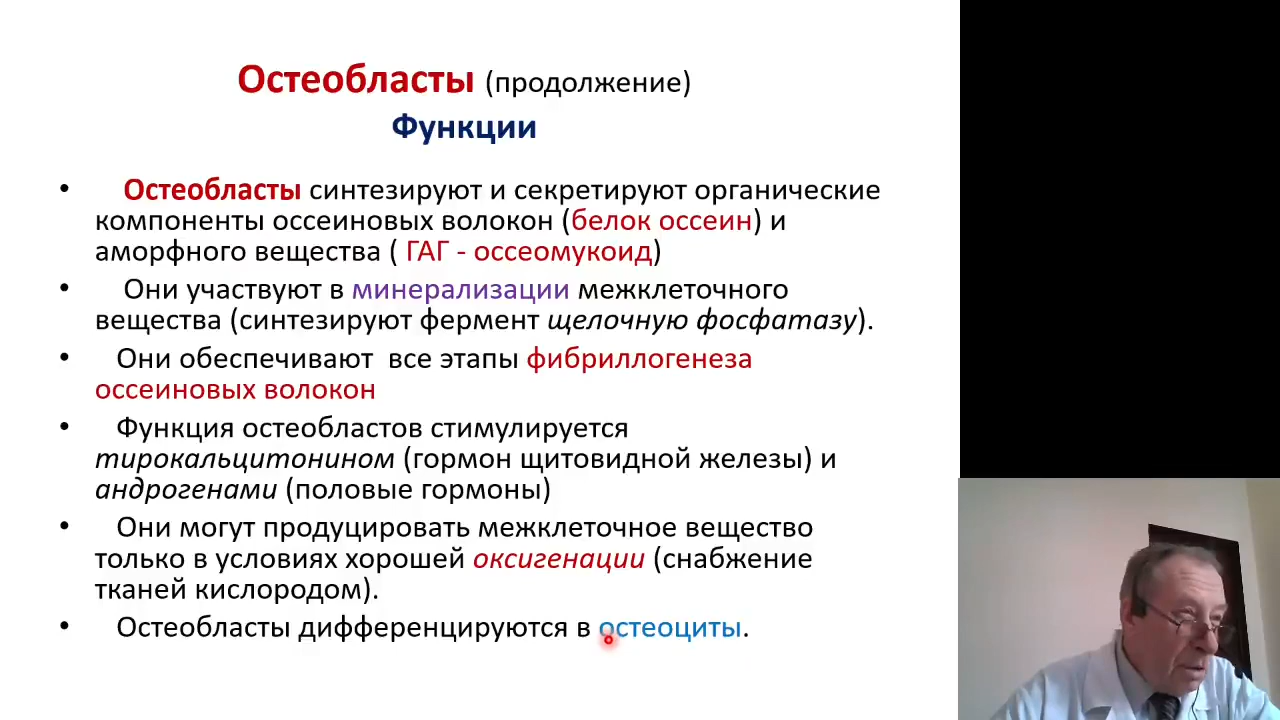 Остеобласты (продолжение)
Функции
• Остеобласты синтезируют и секретируют органические
компоненты оссеиновых волокон (белок оссеин) и
аморфного вещества ( ГАГ - оссеомукоид)
• Они участвуют в минерализации межклеточного
вещества (синтезируют фермент щелочную фосфатазу).
• Они обеспечивают все этапы фибриллогенеза
оссеиновых волокон
• Функция остеобластов стимулируется
тирокальцитонином (гормон щитовидной железы) и
андрогенами (половые гормоны)
• Они могут продуцировать межклеточное вещество
только в условиях хорошей оксигенации (снабжение
тканей кислородом).
• Остеобласты дифференцируются в остеоциты.